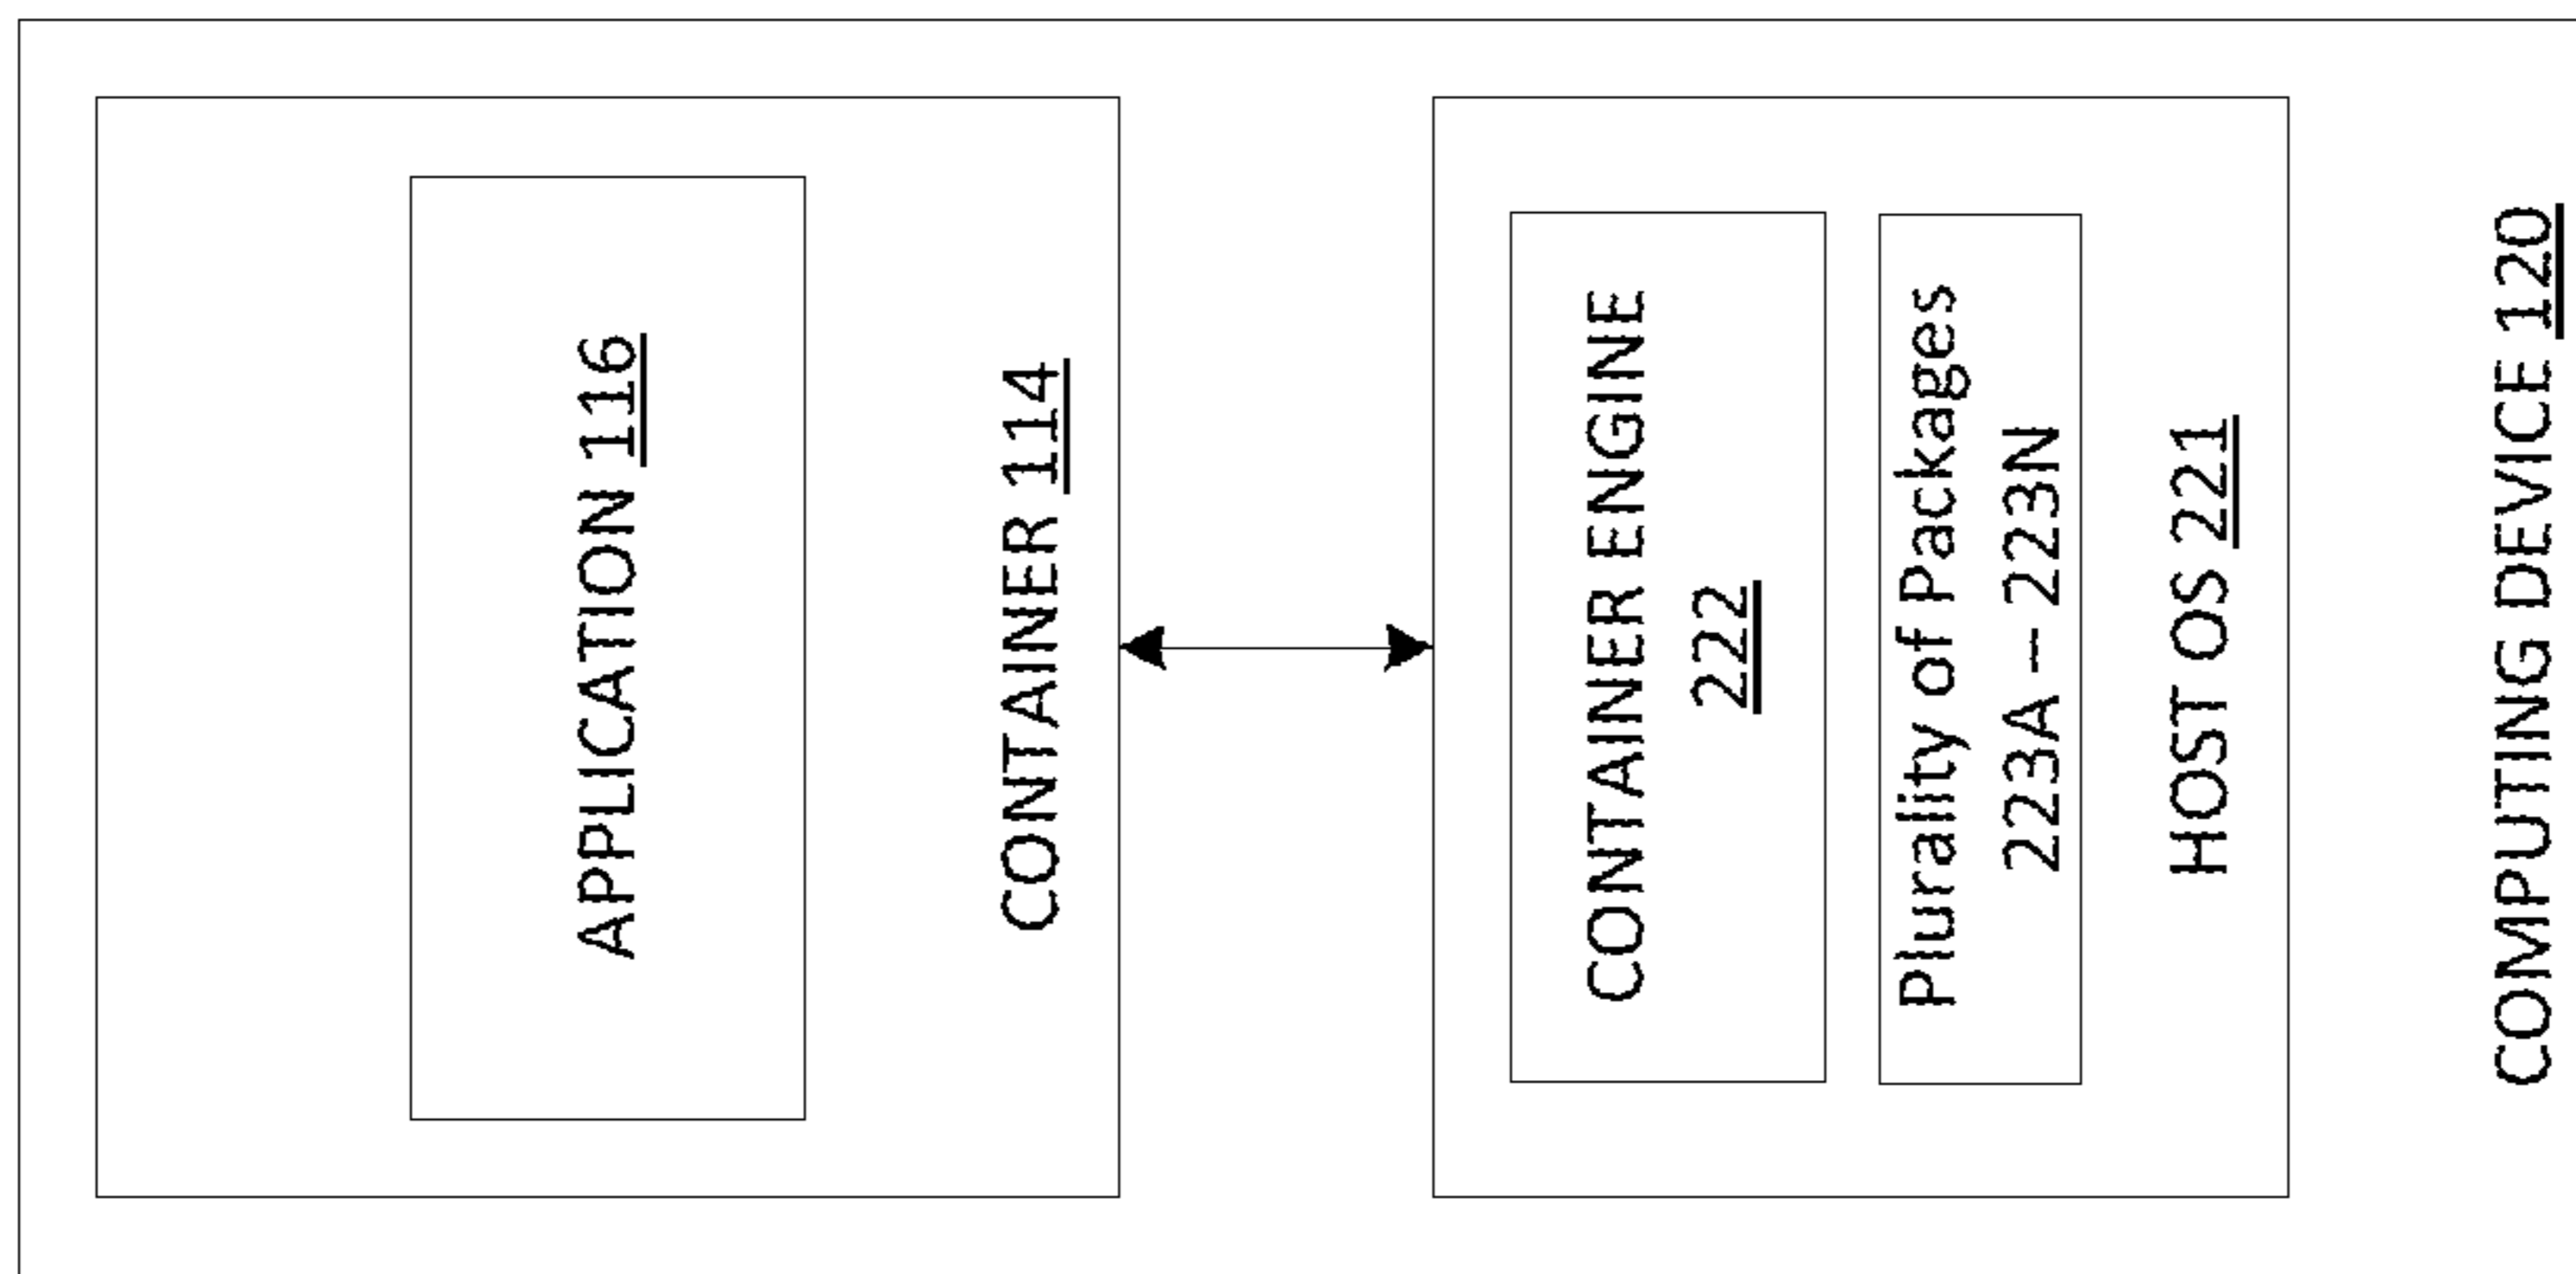 APPLICATION 116
CONTAINER 114
CONTAINER ENGINE
222
Plurality of Packages
223A – 223N
HOST OS 221
COMPUTING DEVICE 120